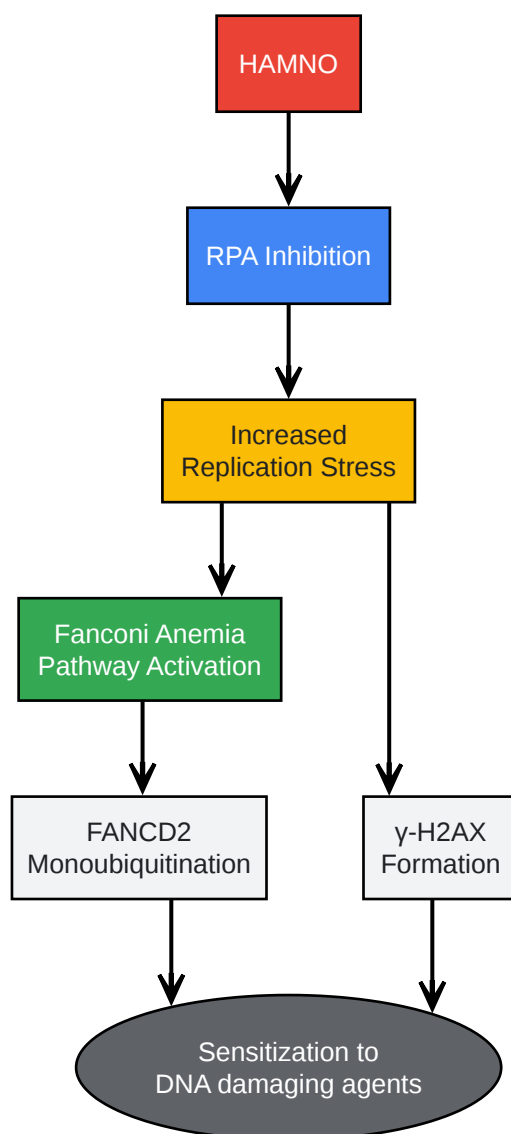 HAMNO
RPA Inhibition
Increased
Replication Stress
Fanconi Anemia
Pathway Activation
FANCD2
Monoubiquitination
γ-H2AX
Formation
Sensitization to
DNA damaging agents